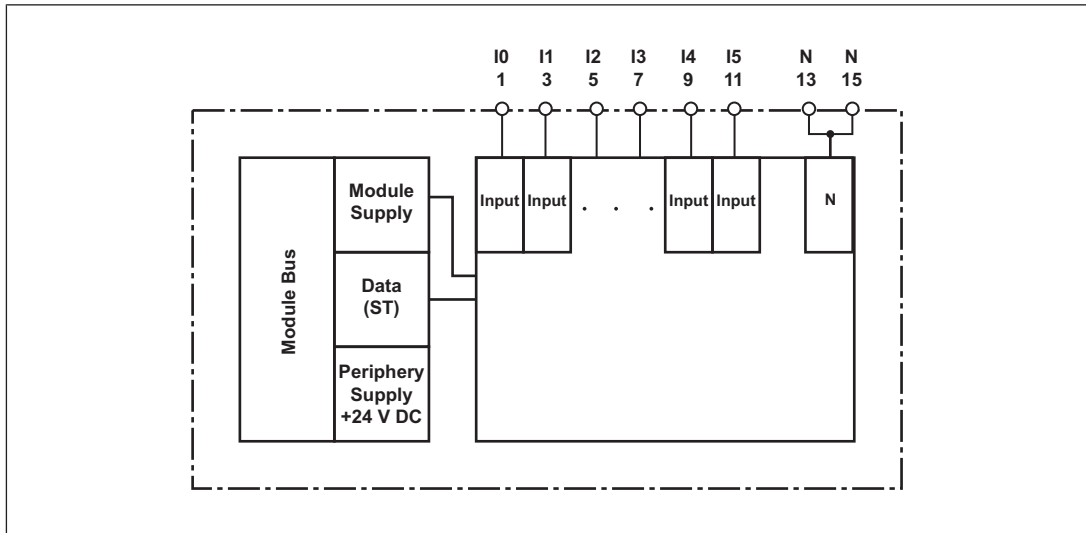 I0 I1 I2 I3 I4 I5 N N
1 3 5 7 9 11 13 15
Module Bus
Module
Supply
Data
(ST)
Periphery
Supply
+24 V DC
Input Input . . . Input Input N